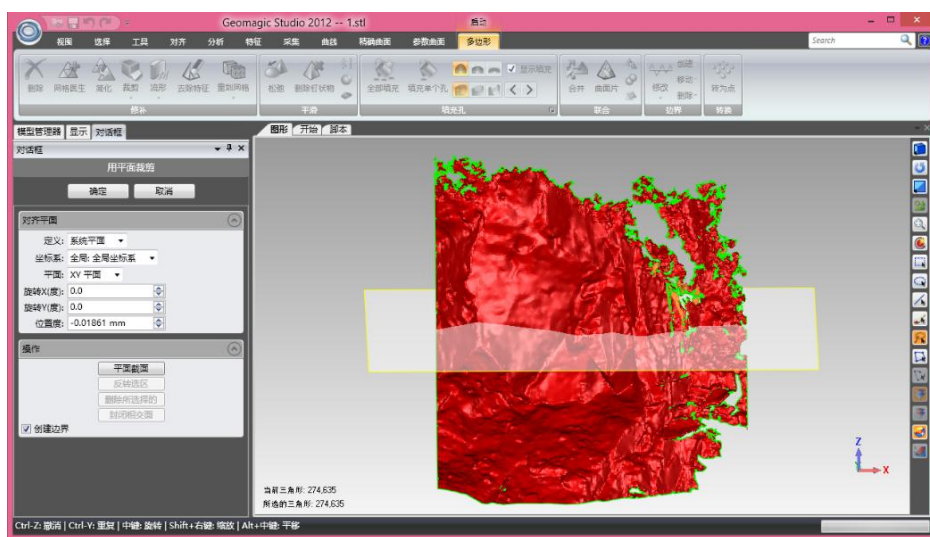 Geomagic Studio 2012 -- 1.stl
启动
视图 选择 工具 对齐 分析 特征 采集 曲线 精确曲面 参数曲面 多边形
Search
删除 网格医生 简化 裁剪 流形 去除特征 重划网格 松弛 删除钉状物 全部填充 填充单个孔 显示填充 合并 曲面片 修改 创建 移动 删除 转为点
修补 平滑 填充孔 联合 边界 转换
模型管理器 显示 对话框
图形 开始 脚本
对话框
用平面裁剪
确定 取消
对齐平面
定义: 系统平面
坐标系: 全局: 全局坐标系
平面: XY 平面
旋转X(度): 0.0
旋转Y(度): 0.0
位置度: -0.01861 mm
操作
平面截面
反转选区
删除所选择的
封闭相交面
创建边界
Z
X
当前三角形: 274,635
所选的三角形: 274,635
Ctrl-Z: 撤消 | Ctrl-Y: 重复 | 中键: 旋转 | Shift+右键: 缩放 | Alt+中键: 平移